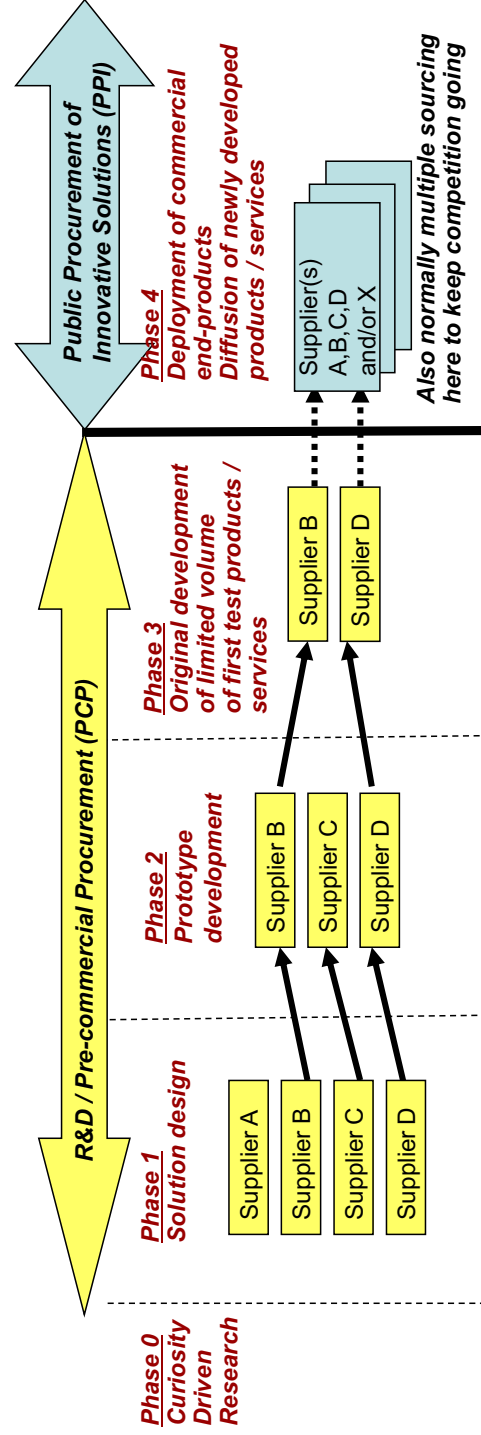 R&D / Pre-commercial Procurement (PCP)
Public Procurement of
Innovative Solutions (PPI)
Phase 0
Curiosity
Driven
Research
Phase 1
Solution design
Phase 2
Prototype
development
Phase 3
Original development
of limited volume
of first test products /
services
Phase 4
Deployment of commercial
end-products
Diffusion of newly developed
products / services
Supplier A
Supplier B
Supplier C
Supplier D
Supplier B
Supplier C
Supplier D
Supplier B
Supplier D
Supplier(s)
A,B,C,D
and/or X
Also normally multiple sourcing
here to keep competition going